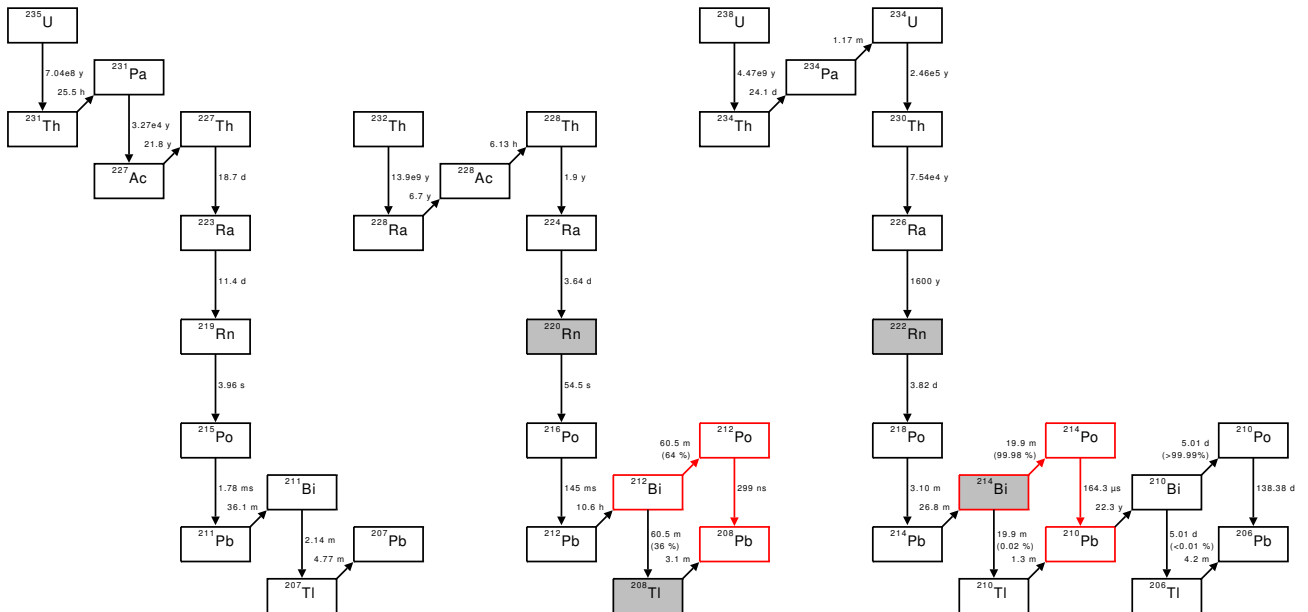 235U
238U
234U
1.17 m
231Pa
234Pa
7.04e8 y
4.47e9 y
2.46e5 y
25.5 h
24.1 d
231Th
227Th
232Th
228Th
234Th
230Th
3.27e4 y
6.13 h
21.8 y
227Ac
228Ac
18.7 d
13.9e9 y
1.9 y
7.54e4 y
6.7 y
223Ra
228Ra
224Ra
226Ra
11.4 d
3.64 d
1600 y
219Rn
220Rn
222Rn
3.96 s
54.5 s
3.82 d
215Po
216Po
212Po
218Po
214Po
210Po
60.5 m
(64 %)
19.9 m
(99.98 %)
5.01 d
(>99.99%)
1.78 ms
211Bi
145 ms
212Bi
299 ns
3.10 m
214Bi
164.3 µs
210Bi
138.38 d
36.1 m
10.6 h
26.8 m
22.3 y
211Pb
207Pb
212Pb
208Pb
214Pb
210Pb
206Pb
2.14 m
60.5 m
(36 %)
19.9 m
(0.02 %)
5.01 d
(<0.01 %)
4.77 m
3.1 m
1.3 m
4.2 m
207Tl
208Tl
210Tl
206Tl